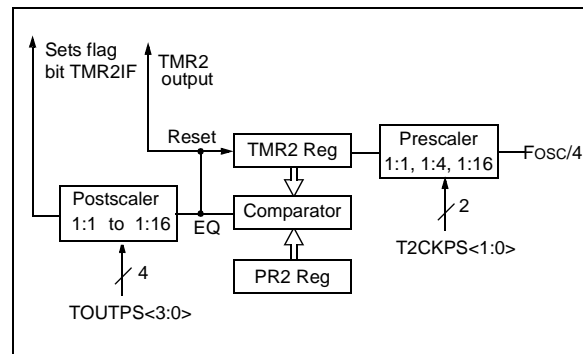 Sets flag
bit TMR2IF
TMR2
output
Reset
TMR2 Reg
Prescaler
1:1, 1:4, 1:16
FOSC/4
Postscaler
1:1 to 1:16
EQ
Comparator
2
T2CKPS<1:0>
4
PR2 Reg
TOUTPS<3:0>